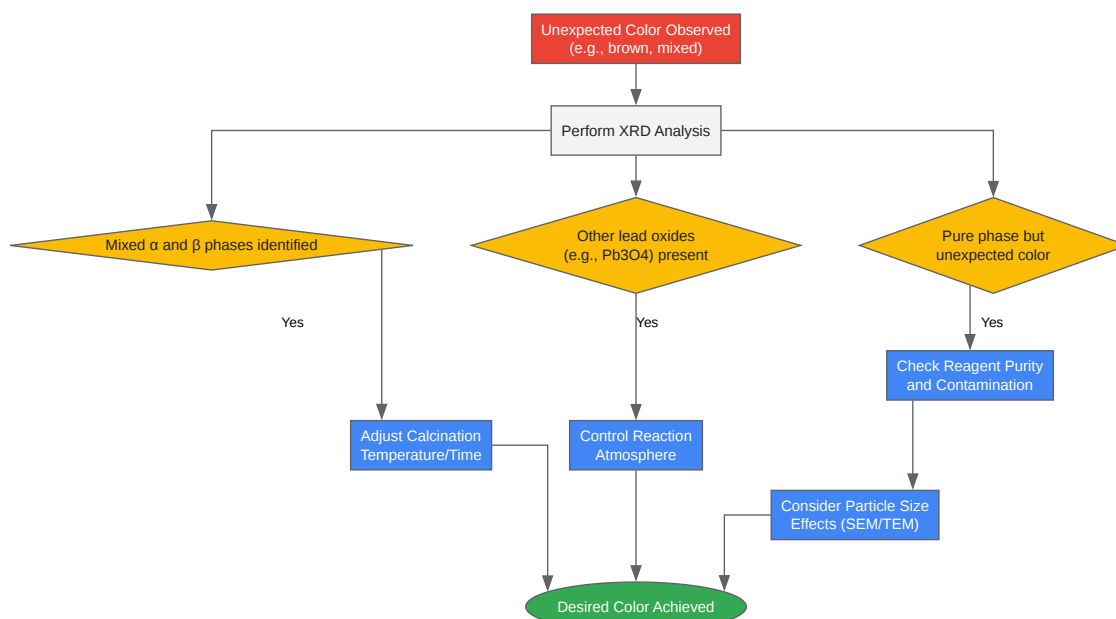 Unexpected Color Observed
(e.g., brown, mixed)
Perform XRD Analysis
Mixed α and β phases identified
Other lead oxides
(e.g., Pb3O4) present
Pure phase but
unexpected color
Yes
Yes
Yes
Check Reagent Purity
and Contamination
Adjust Calcination
Temperature/Time
Control Reaction
Atmosphere
Consider Particle Size
Effects (SEM/TEM)
Desired Color Achieved